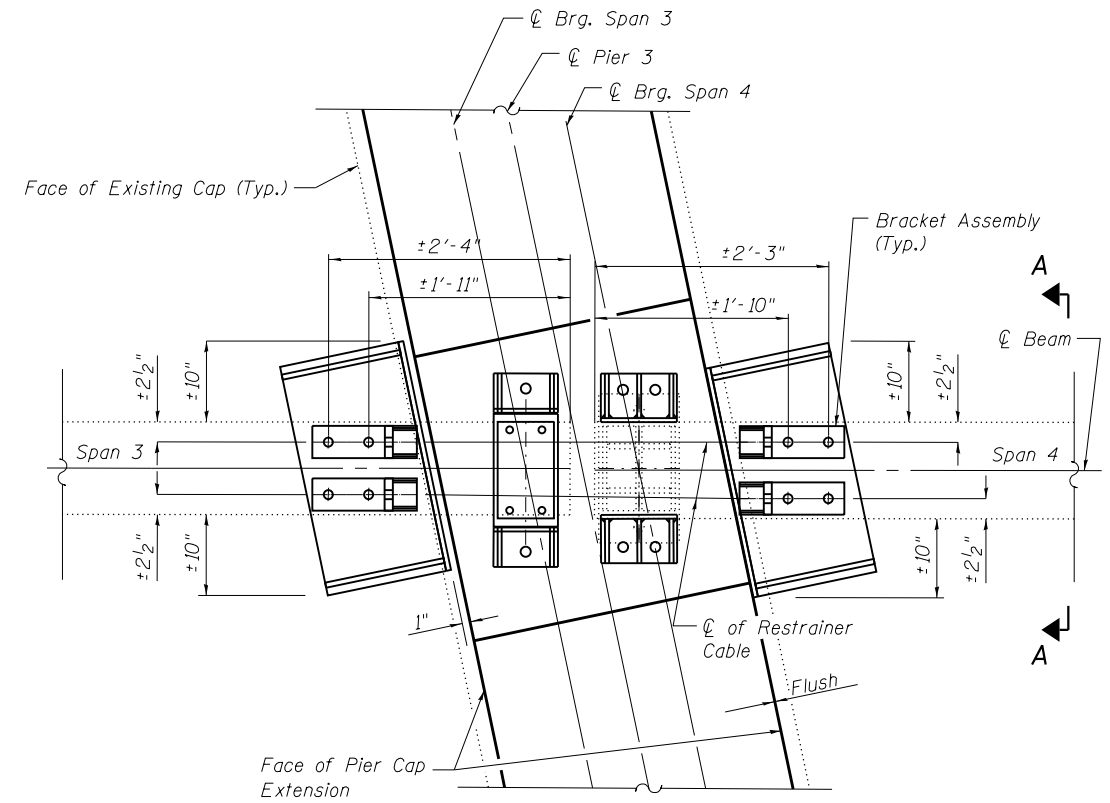 ℄ Brg. Span 3
℄ Pier 3
℄ Brg. Span 4
Face of Existing Cap (Typ.)
Bracket Assembly
(Typ.)
±2'-4"
±2'-3"
±1'-11"
±1'-10"
A
℄ Beam
±2½"
±10"
±10"
±2½"
Span 3
Span 4
±2½"
±10"
±10"
±2½"
1"
℄ of Restrainer
Cable
A
Flush
Face of Pier Cap
Extension